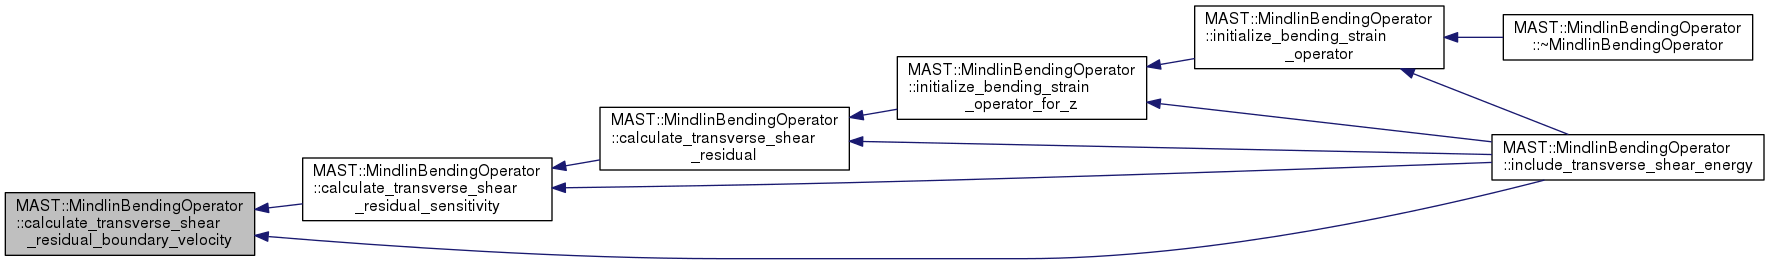 MAST::MindlinBendingOperator
::calculate_transverse_shear
_residual_boundary_velocity
MAST::MindlinBendingOperator
::calculate_transverse_shear
_residual_sensitivity
MAST::MindlinBendingOperator
::calculate_transverse_shear
_residual
MAST::MindlinBendingOperator
::initialize_bending_strain
_operator_for_z
MAST::MindlinBendingOperator
::initialize_bending_strain
_operator
MAST::MindlinBendingOperator
::~MindlinBendingOperator
MAST::MindlinBendingOperator
::include_transverse_shear_energy